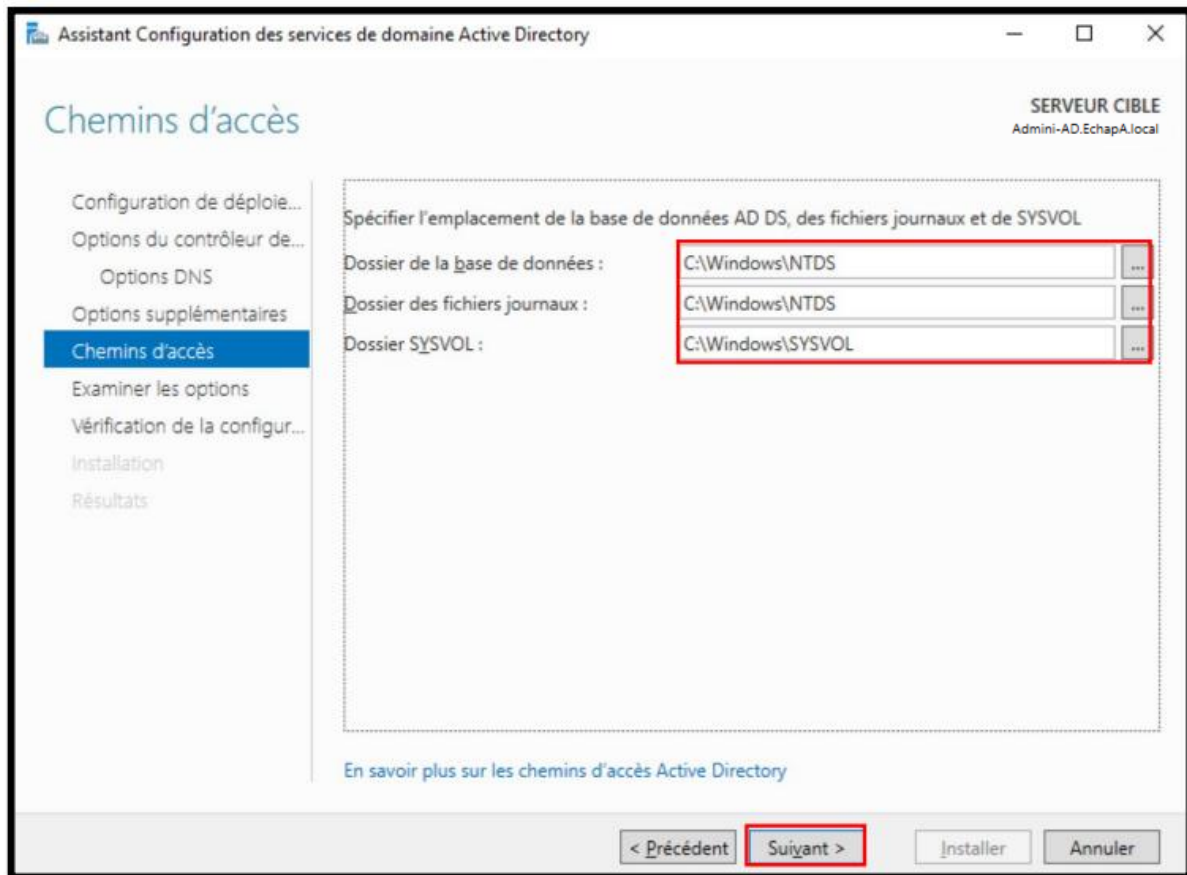 Assistant Configuration des services de domaine Active Directory
Chemins d'accès
SERVEUR CIBLE
Admini-AD.EchapA.local
Configuration de déploie...
Options du contrôleur de...
Options DNS
Options supplémentaires
Chemins d'accès
Examiner les options
Vérification de la configur...
Installation
Résultats
Spécifier l'emplacement de la base de données AD DS, des fichiers journaux et de SYSVOL
Dossier de la base de données : C:\Windows\NTDS ...
Dossier des fichiers journaux : C:\Windows\NTDS ...
Dossier SYSVOL : C:\Windows\SYSVOL ...
En savoir plus sur les chemins d'accès Active Directory
< Précédent Suivant > Installer Annuler